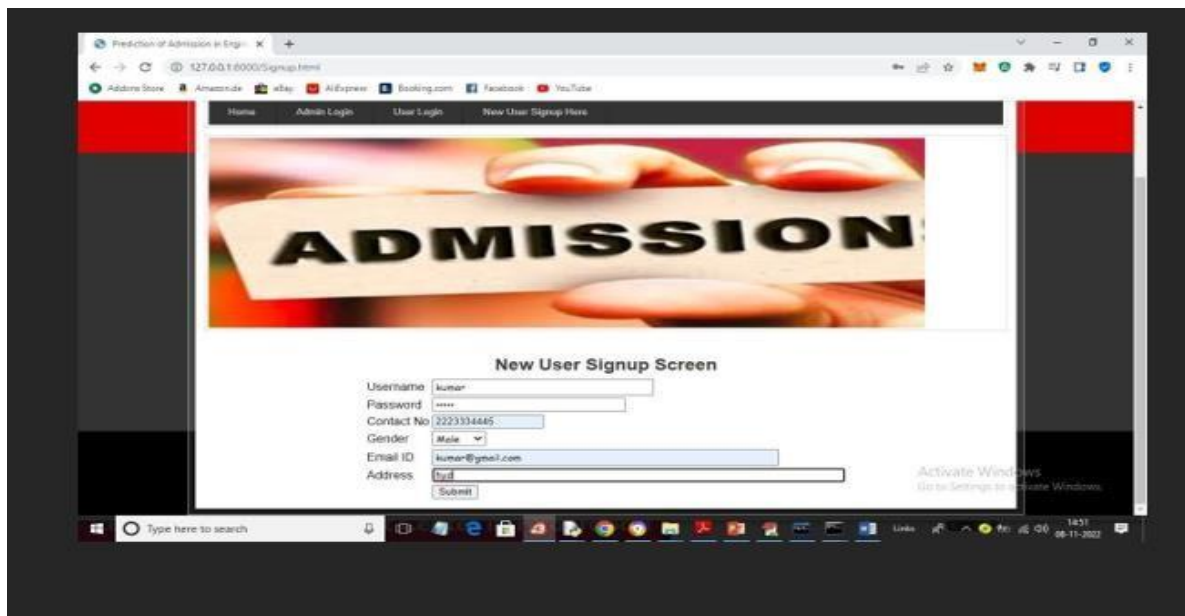 Prediction of Admission in Engi
127.0.0.1:8000/Signup.html
Addons Store Amazon.de eBay AliExpress Booking.com Facebook YouTube
Home Admin Login User Login New User Signup Here
ADMISSION
New User Signup Screen
Username kumar
Password •••••
Contact No 2223334445
Gender Male
Email ID kumar@gmail.com
Address hyd
Submit
Activate Windows
Go to Settings to activate Windows.
Type here to search Links 14:51
08-11-2022